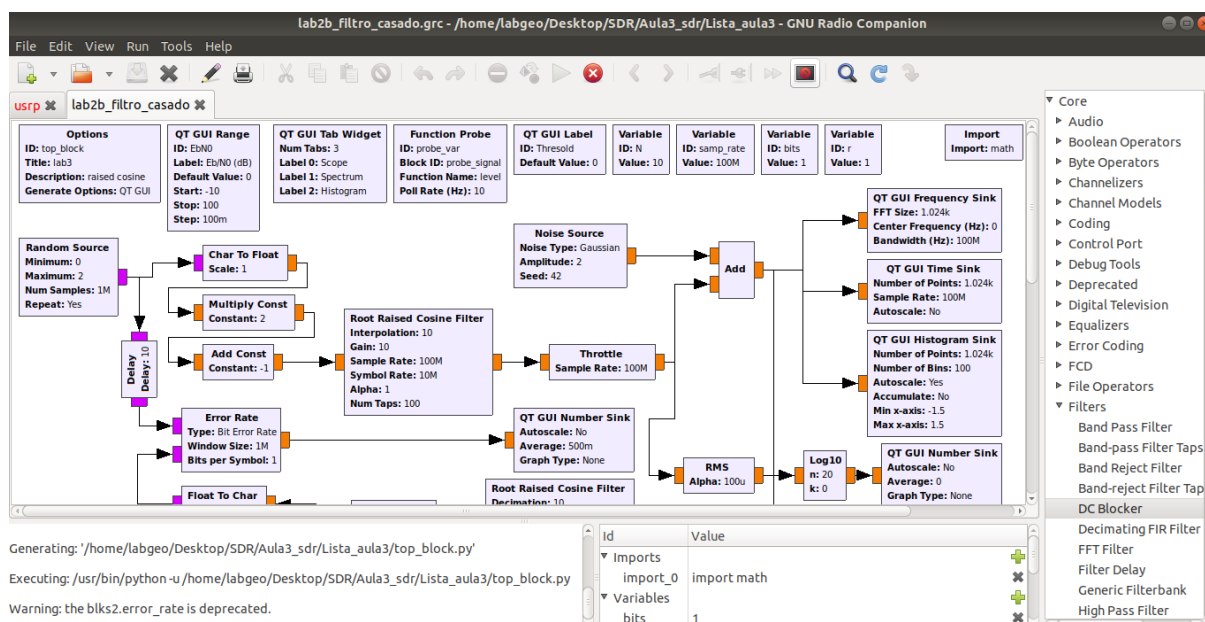 lab2b_filtro_casado.grc - /home/labgeo/Desktop/SDR/Aula3_sdr/Lista_aula3 - GNU Radio Companion
File Edit View Run Tools Help
usrp
lab2b_filtro_casado
Options
ID: top_block
Title: lab3
Description: raised cosine
Generate Options: QT GUI
QT GUI Range
ID: EbN0
Label: Eb/N0 (dB)
Default Value: 0
Start: -10
Stop: 100
Step: 100m
QT GUI Tab Widget
Num Tabs: 3
Label 0: Scope
Label 1: Spectrum
Label 2: Histogram
Function Probe
ID: probe_var
Block ID: probe_signal
Function Name: level
Poll Rate (Hz): 10
QT GUI Label
ID: Thresold
Default Value: 0
Variable
ID: N
Value: 10
Variable
ID: samp_rate
Value: 100M
Variable
ID: bits
Value: 1
Variable
ID: r
Value: 1
Import
Import: math
Random Source
Minimum: 0
Maximum: 2
Num Samples: 1M
Repeat: Yes
Char To Float
Scale: 1
Multiply Const
Constant: 2
Add Const
Constant: -1
Delay
Delay: 10
Root Raised Cosine Filter
Interpolation: 10
Gain: 10
Sample Rate: 100M
Symbol Rate: 10M
Alpha: 1
Num Taps: 100
Noise Source
Noise Type: Gaussian
Amplitude: 2
Seed: 42
Throttle
Sample Rate: 100M
Add
QT GUI Frequency Sink
FFT Size: 1.024k
Center Frequency (Hz): 0
Bandwidth (Hz): 100M
QT GUI Time Sink
Number of Points: 1.024k
Sample Rate: 100M
Autoscale: No
QT GUI Histogram Sink
Number of Points: 1.024k
Number of Bins: 100
Autoscale: Yes
Accumulate: No
Min x-axis: -1.5
Max x-axis: 1.5
Error Rate
Type: Bit Error Rate
Window Size: 1M
Bits per Symbol: 1
QT GUI Number Sink
Autoscale: No
Average: 500m
Graph Type: None
RMS
Alpha: 100u
Log10
n: 20
k: 0
QT GUI Number Sink
Autoscale: No
Average: 0
Graph Type: None
Float To Char
Root Raised Cosine Filter
Decimation: 10
Core
Audio
Boolean Operators
Byte Operators
Channelizers
Channel Models
Coding
Control Port
Debug Tools
Deprecated
Digital Television
Equalizers
Error Coding
FCD
File Operators
Filters
Band Pass Filter
Band-pass Filter Taps
Band Reject Filter
Band-reject Filter Tap
DC Blocker
Decimating FIR Filter
FFT Filter
Filter Delay
Generic Filterbank
High Pass Filter
Generating: '/home/labgeo/Desktop/SDR/Aula3_sdr/Lista_aula3/top_block.py'
Executing: /usr/bin/python -u /home/labgeo/Desktop/SDR/Aula3_sdr/Lista_aula3/top_block.py
Warning: the blks2.error_rate is deprecated.
Id Value
Imports
import_0 import math
Variables
bits 1